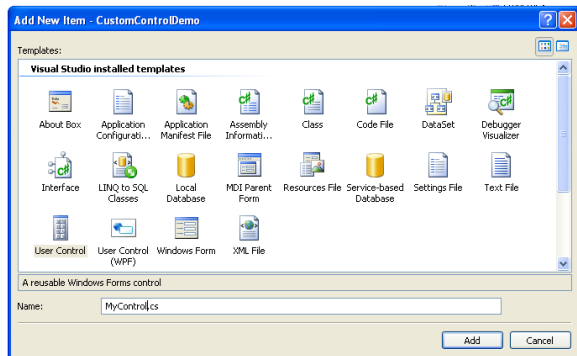 Add New Item - CustomControlDemo
Templates:
Visual Studio installed templates
About Box
Application Configurati...
Application Manifest File
Assembly Informati...
Class
Code File
DataSet
Debugger Visualizer
Interface
LINQ to SQL Classes
Local Database
MDI Parent Form
Resources File
Service-based Database
Settings File
Text File
User Control
User Control (WPF)
Windows Form
XML File
A reusable Windows Forms control
Name:
MyControl.cs
Add
Cancel